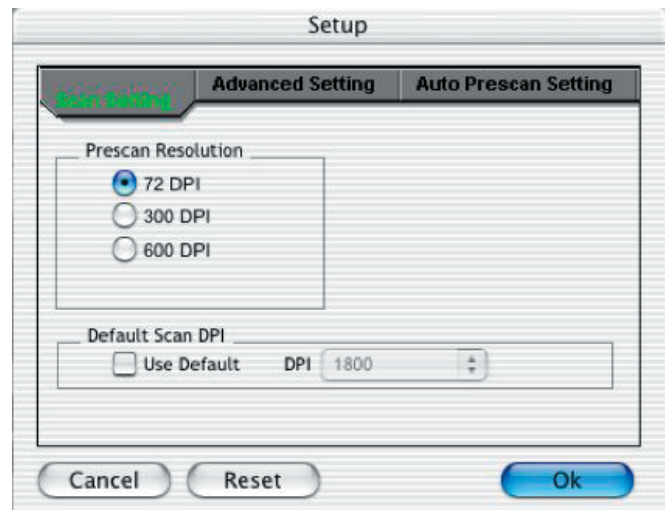 Setup
Scan Setting Advanced Setting Auto Prescan Setting
Prescan Resolution
72 DPI
300 DPI
600 DPI
Default Scan DPI
Use Default DPI 1800
Cancel Reset Ok